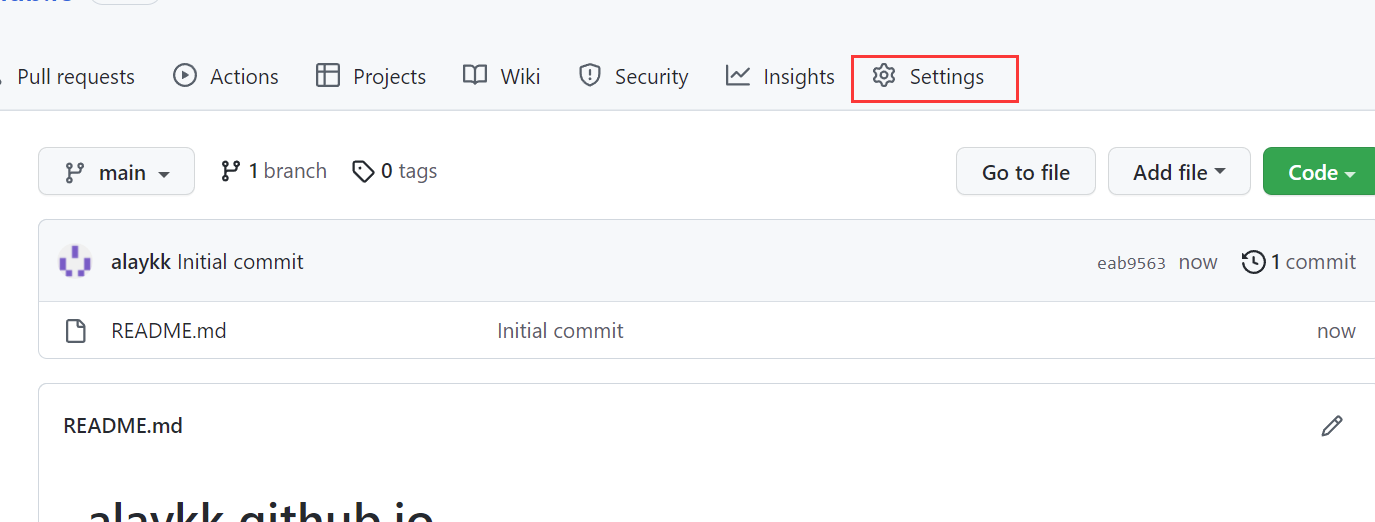 Pull requests Actions Projects Wiki Security Insights Settings
main 1 branch 0 tags Go to file Add file Code
alaykk Initial commit eab9563 now 1 commit
README.md Initial commit now
README.md
alaykk.github.io